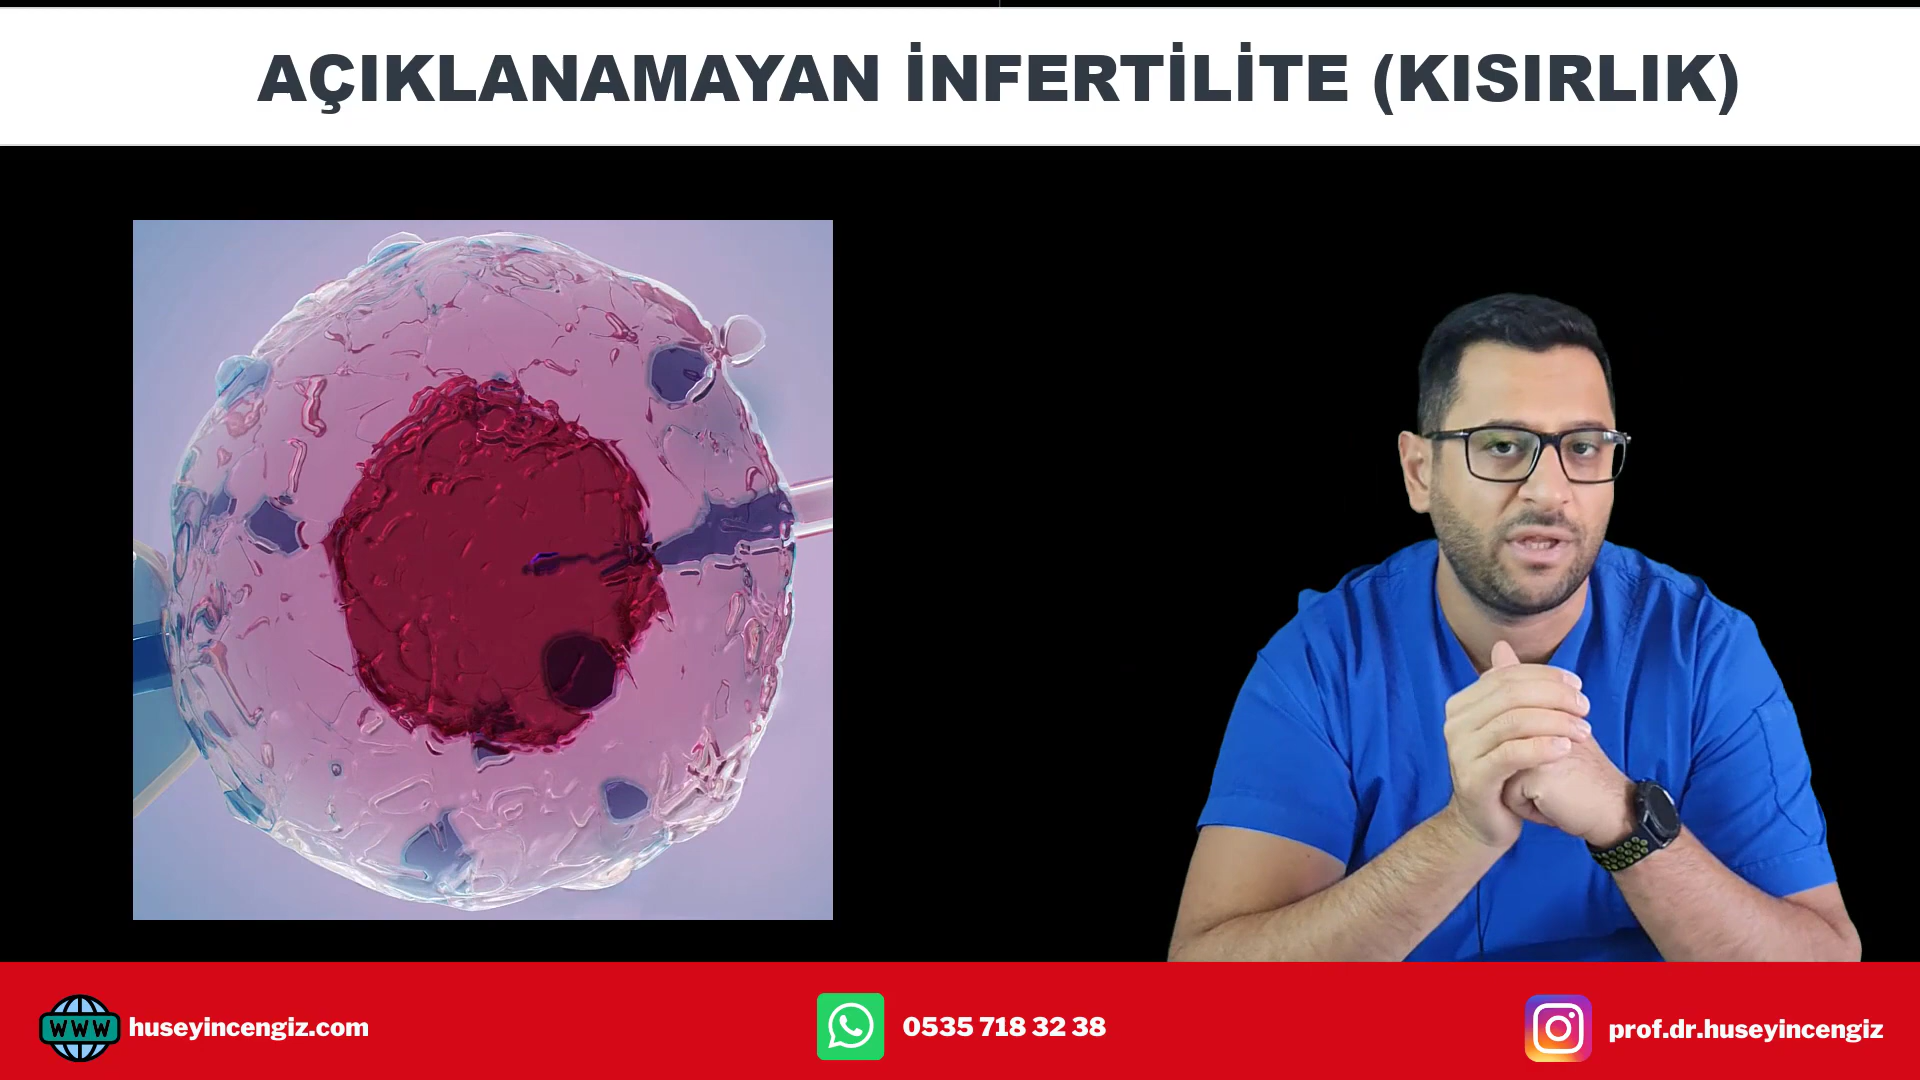 AÇIKLANAMAYAN İNFERTİLİTE (KISIRLIK)
WWW huseyincengiz.com
0535 718 32 38
prof.dr.huseyincengiz